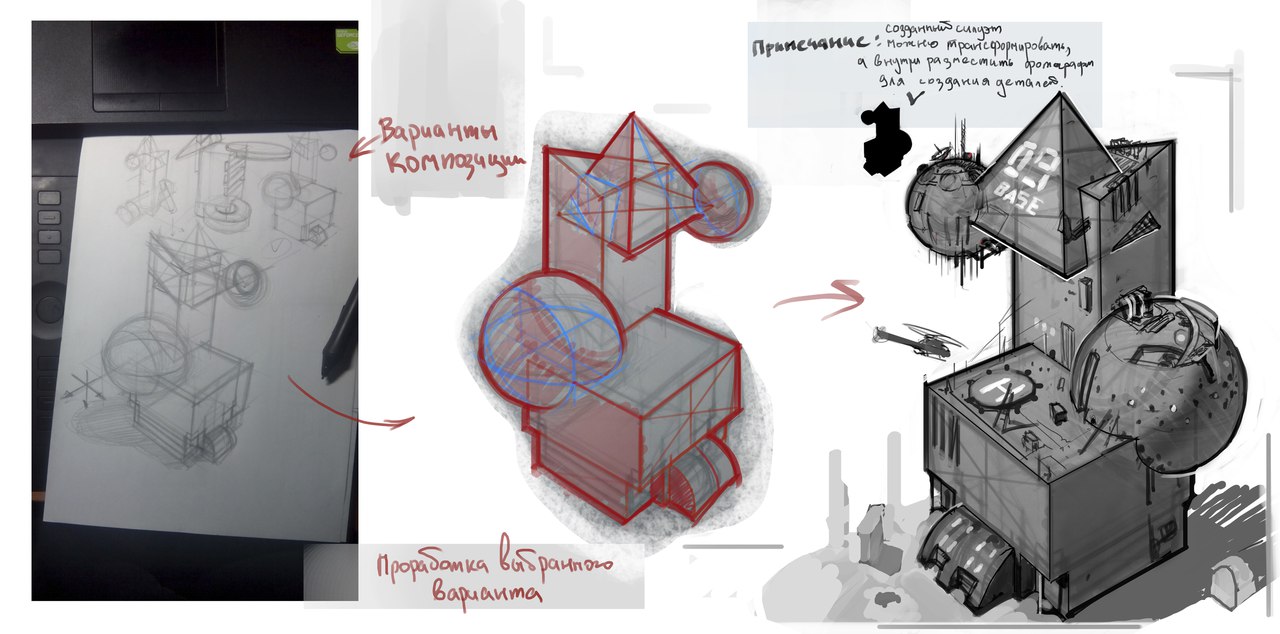 Варианты
композиции
Проработка выбранного
варианта
созданный силуэт
Примечание: можно трансформировать,
а внутри разместить фотографии
для создания деталей.
BASE
H